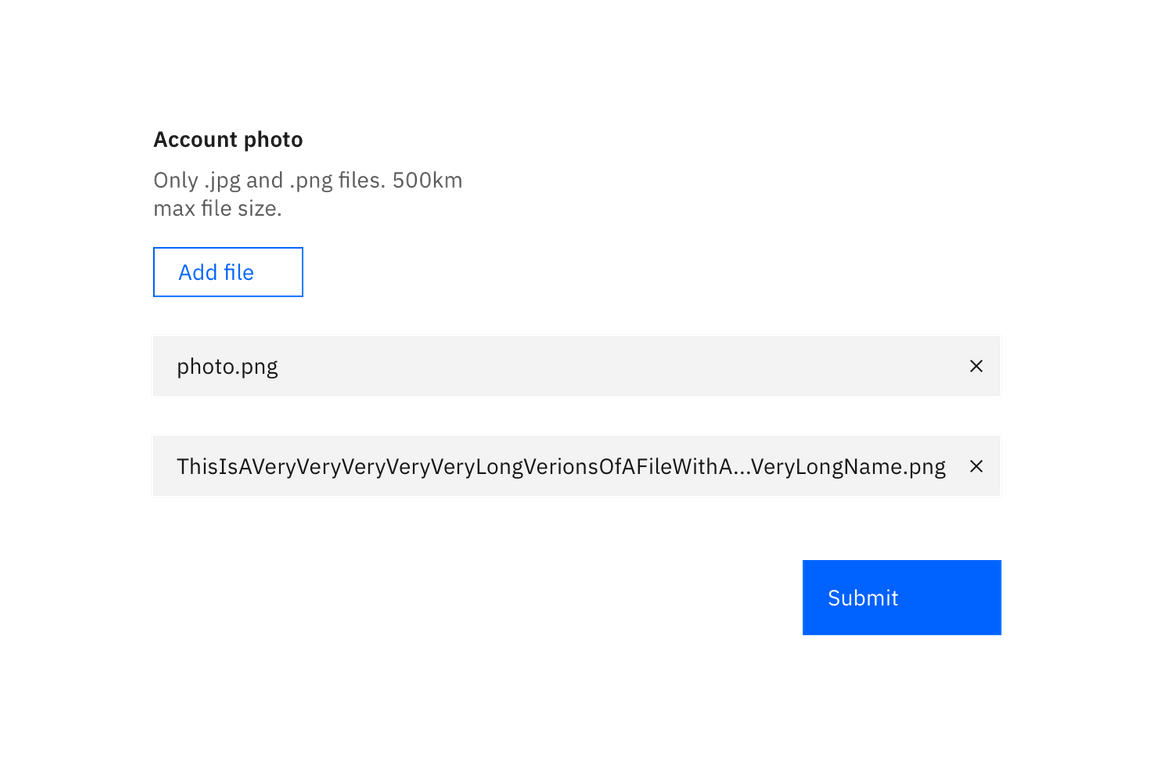 Account photo
Only .jpg and .png files. 500km
max file size.
Add file
photo.png
ThisIsAVeryVeryVeryVeryVeryLongVerionsOfAFileWithA...VeryLongName.png
Submit